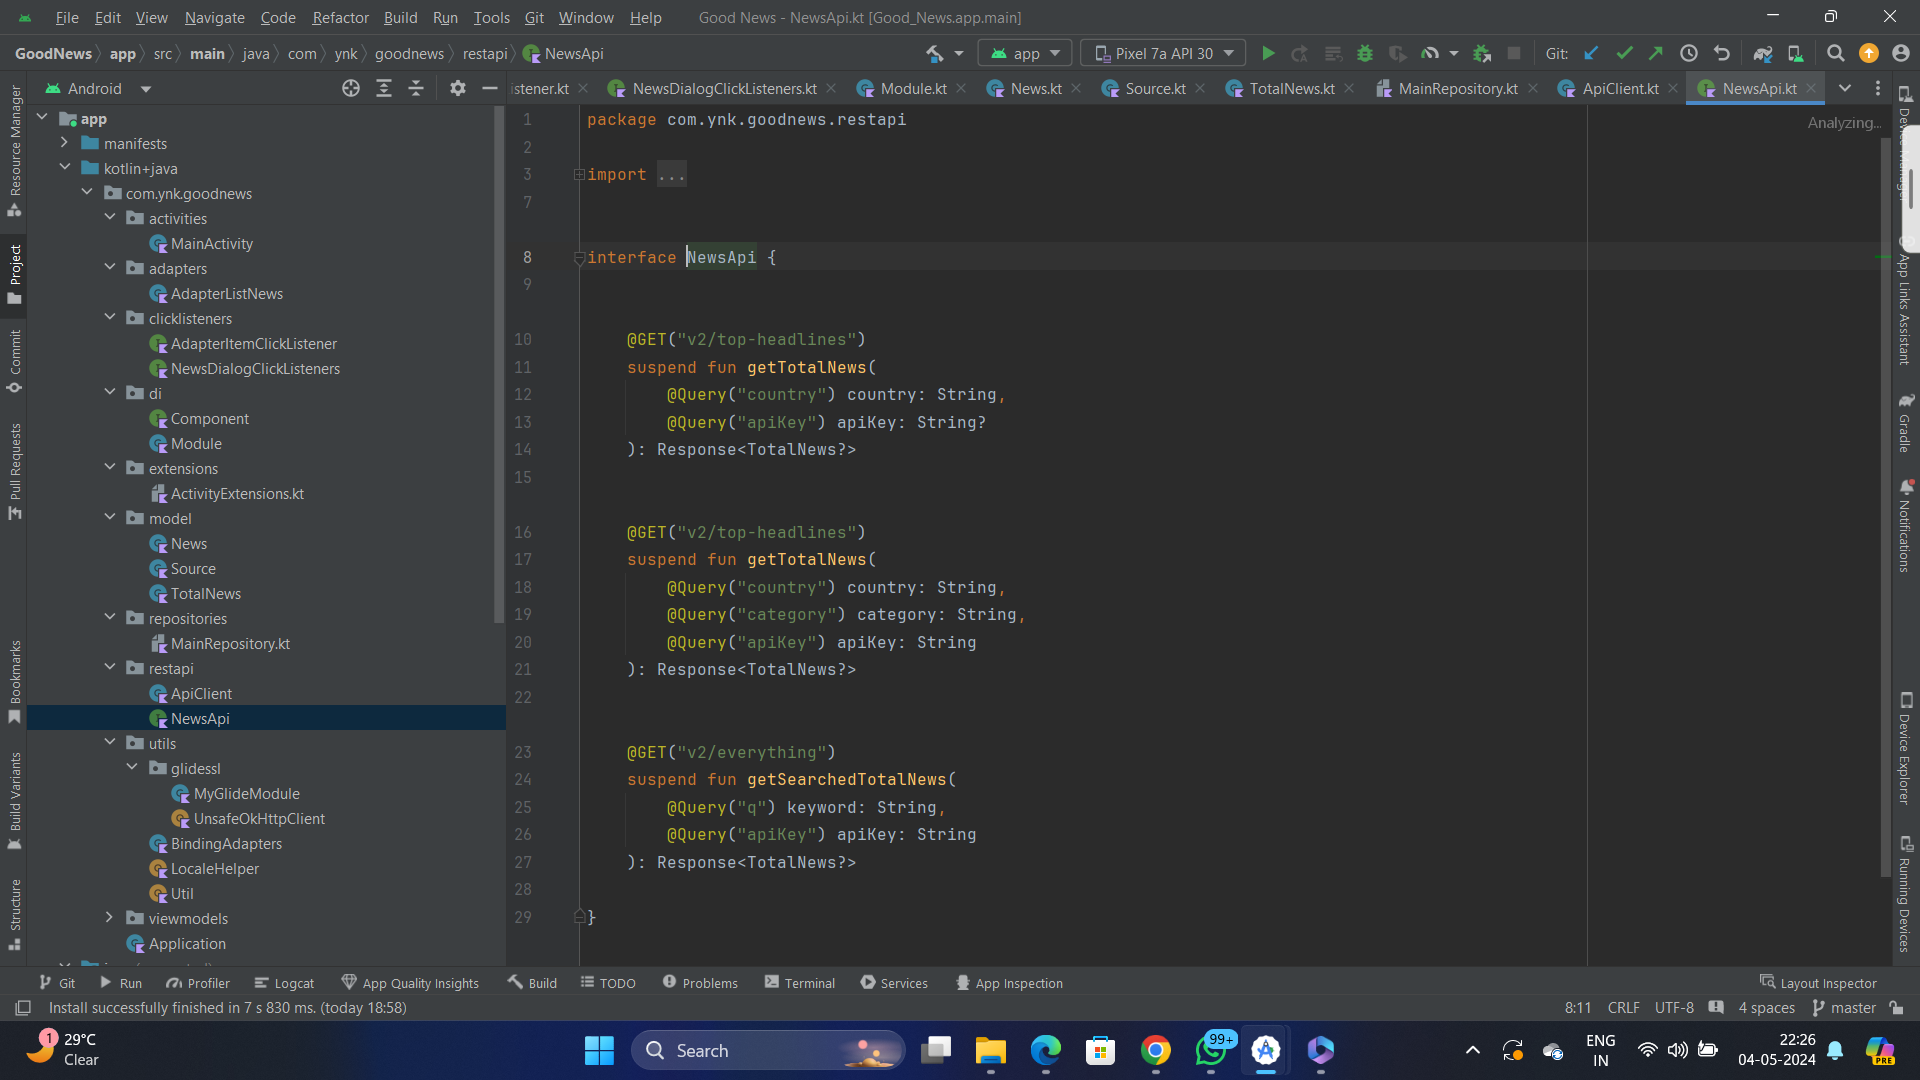 File Edit View Navigate Code Refactor Build Run Tools Git Window Help Good News - NewsApi.kt [Good_News.app.main]
GoodNews app src main java com ynk goodnews restapi NewsApi app Pixel 7a API 30 Git:
Android
istener.kt NewsDialogClickListeners.kt Module.kt News.kt Source.kt TotalNews.kt MainRepository.kt ApiClient.kt NewsApi.kt
Resource Manager
Project
Commit
Pull Requests
Bookmarks
Build Variants
Structure
app
manifests
kotlin+java
com.ynk.goodnews
activities
MainActivity
adapters
AdapterListNews
clicklisteners
AdapterItemClickListener
NewsDialogClickListeners
di
Component
Module
extensions
ActivityExtensions.kt
model
News
Source
TotalNews
repositories
MainRepository.kt
restapi
ApiClient
NewsApi
utils
glidessl
MyGlideModule
UnsafeOkHttpClient
BindingAdapters
LocaleHelper
Util
viewmodels
Application
Analyzing...
1 package com.ynk.goodnews.restapi
2
3 import ...
7
8 interface NewsApi {
9
10 @GET("v2/top-headlines")
11 suspend fun getTotalNews(
12 @Query("country") country: String,
13 @Query("apiKey") apiKey: String?
14 ): Response<TotalNews?>
15
16 @GET("v2/top-headlines")
17 suspend fun getTotalNews(
18 @Query("country") country: String,
19 @Query("category") category: String,
20 @Query("apiKey") apiKey: String
21 ): Response<TotalNews?>
22
23 @GET("v2/everything")
24 suspend fun getSearchedTotalNews(
25 @Query("q") keyword: String,
26 @Query("apiKey") apiKey: String
27 ): Response<TotalNews?>
28
29 }
Device Manager
App Links Assistant
Gradle
Notifications
Device Explorer
Running Devices
Git Run Profiler Logcat App Quality Insights Build TODO Problems Terminal Services App Inspection Layout Inspector
Install successfully finished in 7 s 830 ms. (today 18:58) 8:11 CRLF UTF-8 4 spaces master
1 29°C
Clear
Search
99+
PRE
ENG
IN
22:26
04-05-2024